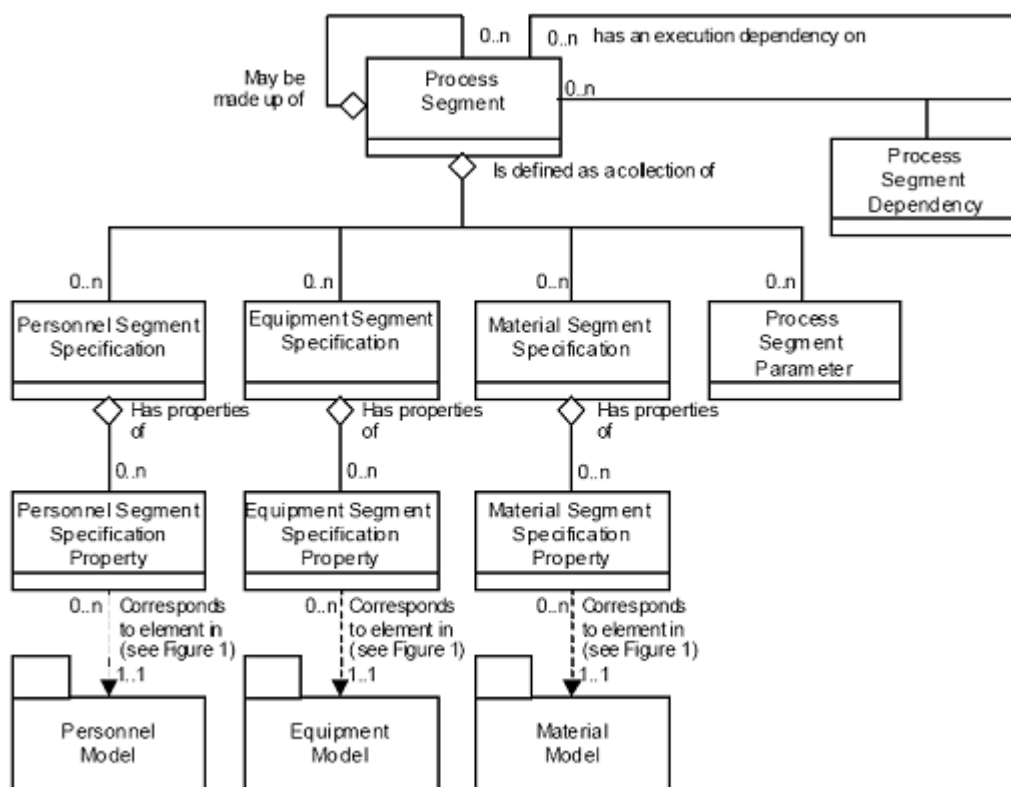 0..n
0..n
has an execution dependency on
May be
made up of
Process
Segment
0..n
Is defined as a collection of
Process
Segment
Dependency
0..n
0..n
0..n
0..n
Personnel Segment
Specification
Equipment Segment
Specification
Material Segment
Specification
Process
Segment
Parameter
Has properties
of
Has properties
of
Has properties
of
0..n
0..n
0..n
Personnel Segment
Specification
Property
Equipment Segment
Specification
Property
Material Segment
Specification
Property
0..n
Corresponds
to element in
(see Figure 1)
1..1
0..n
Corresponds
to element in
(see Figure 1)
1..1
0..n
Corresponds
to element in
(see Figure 1)
1..1
Personnel
Model
Equipment
Model
Material
Model